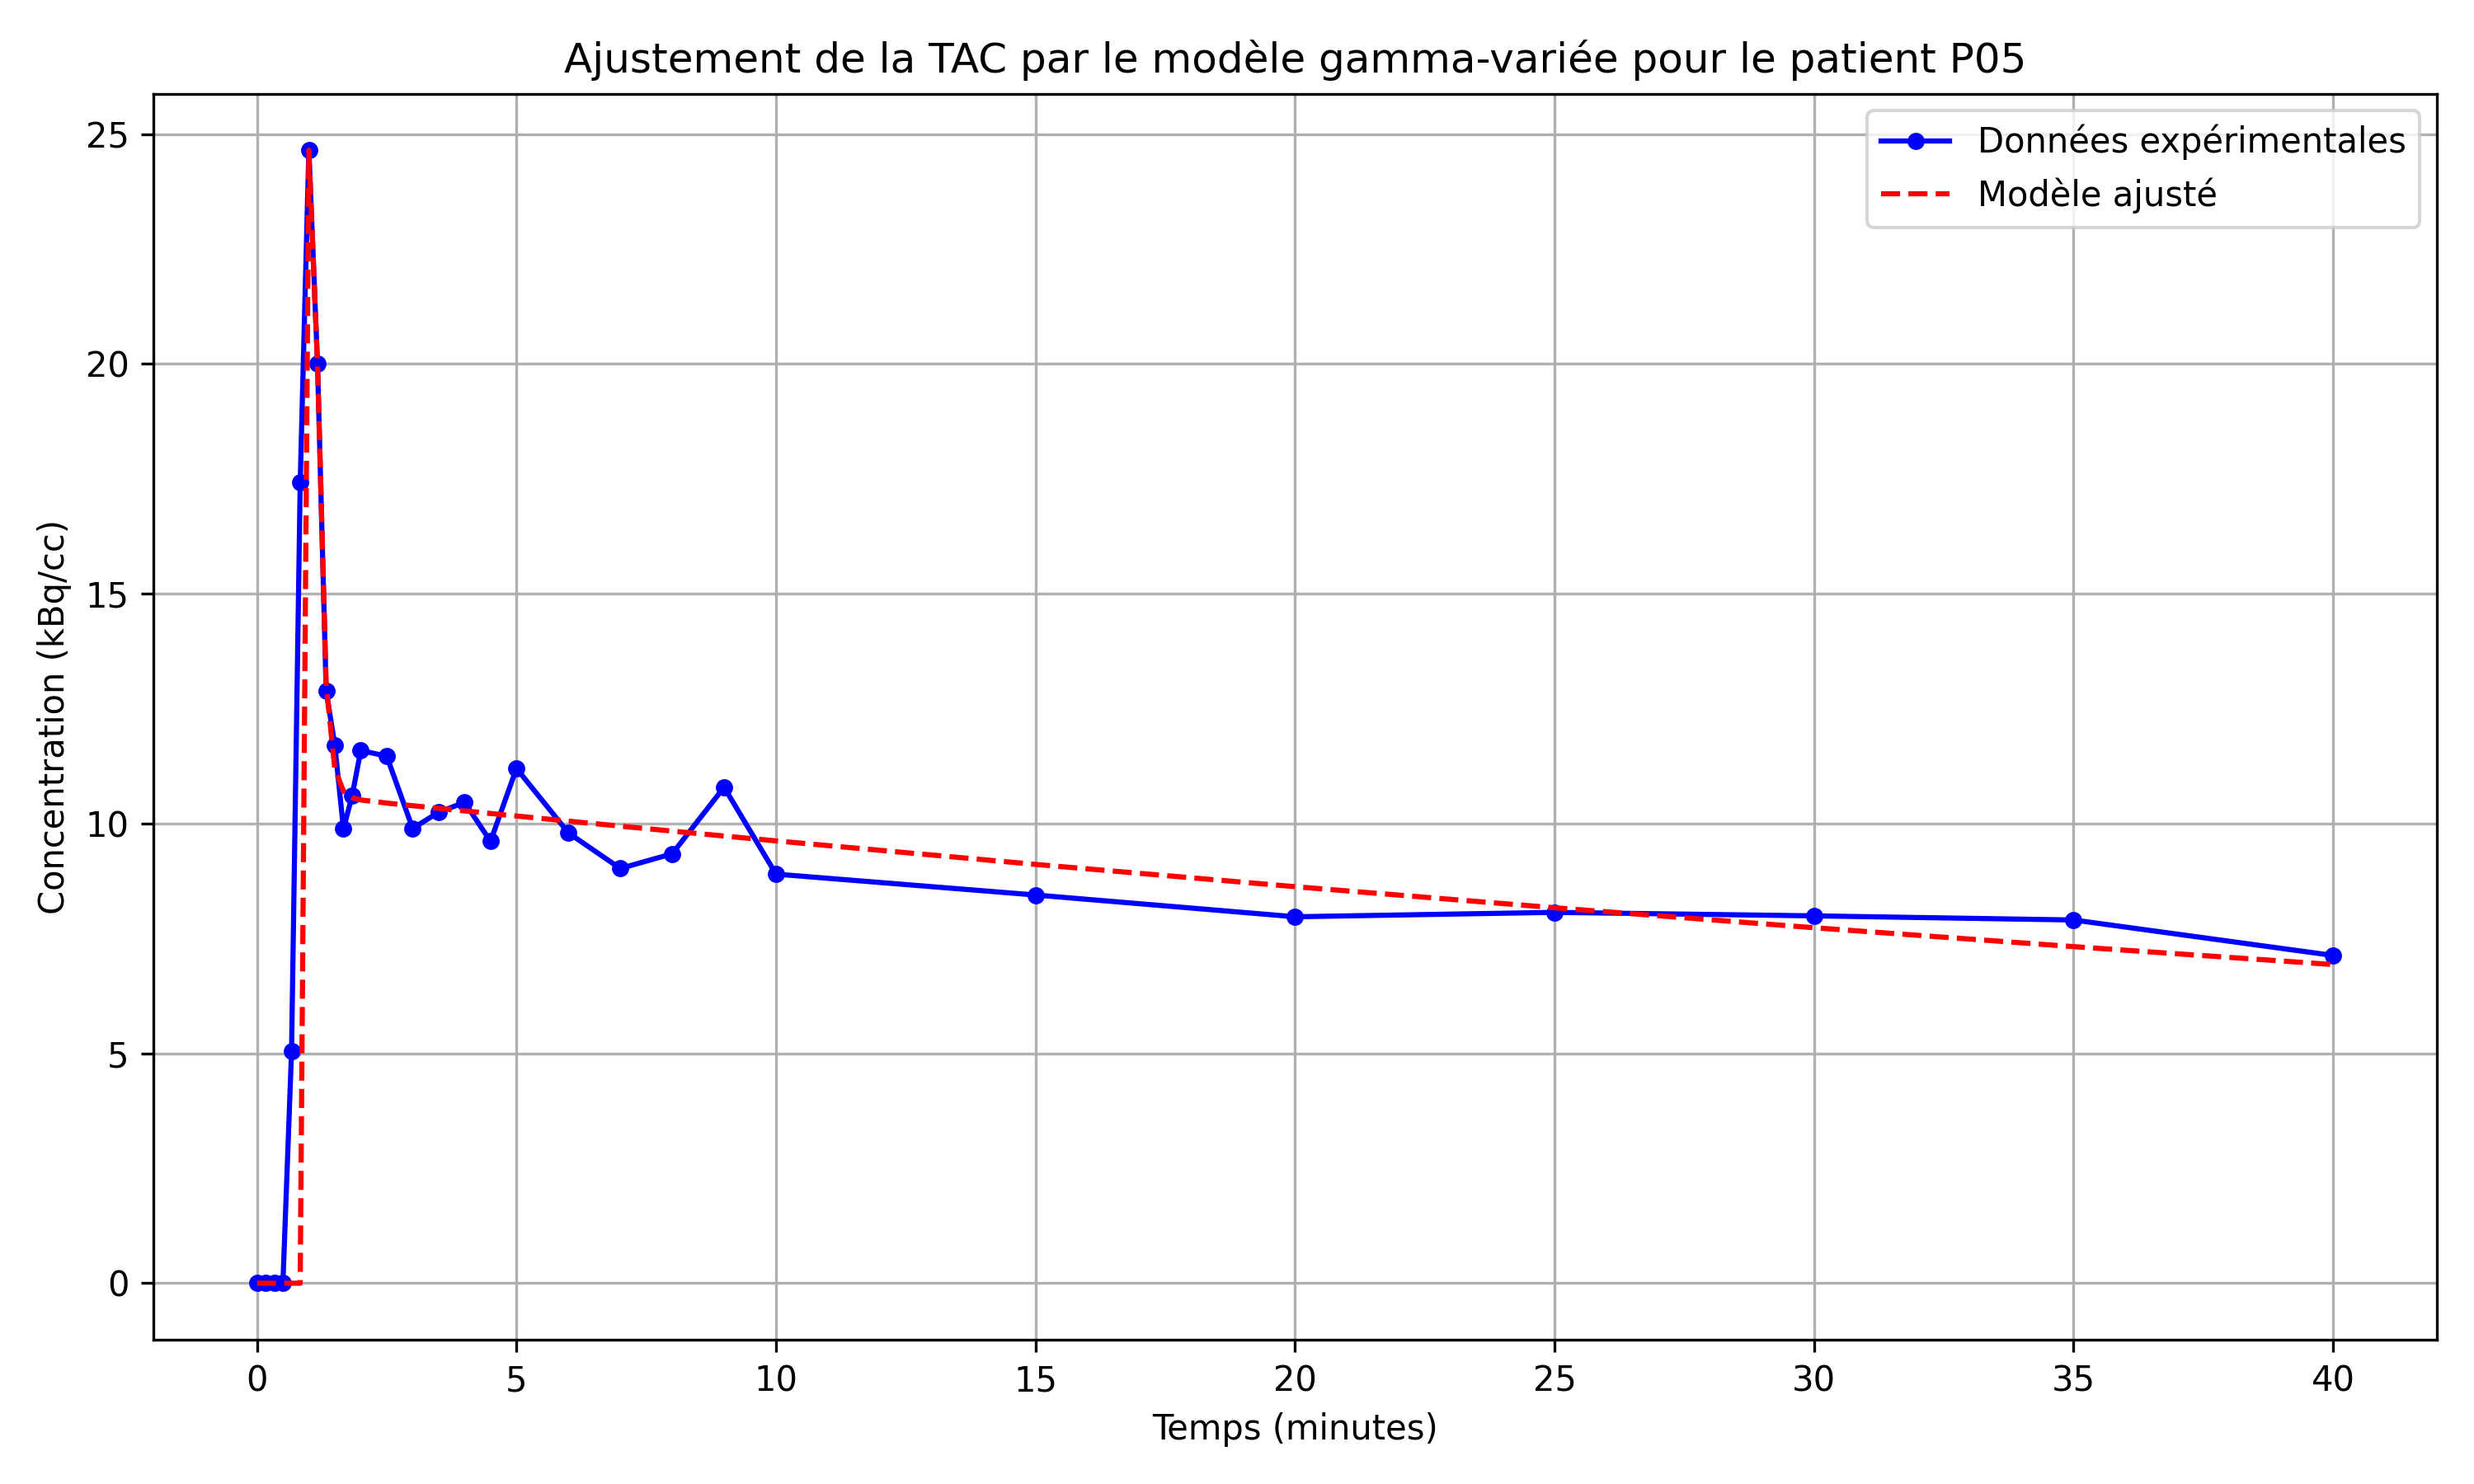 Ajustement de la TAC par le modèle gamma-variée pour le patient P05
Données expérimentales
Modèle ajusté
Concentration (kBq/cc)
25
20
15
10
5
0
0 5 10 15 20 25 30 35 40
Temps (minutes)